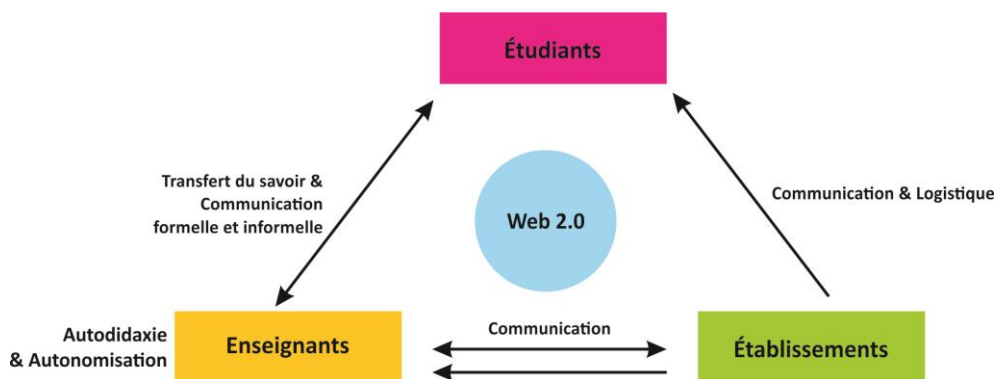 Étudiants
Transfert du savoir &
Communication
formelle et informelle
Communication & Logistique
Web 2.0
Autodidaxie
& Autonomisation
Enseignants
Communication
Établissements